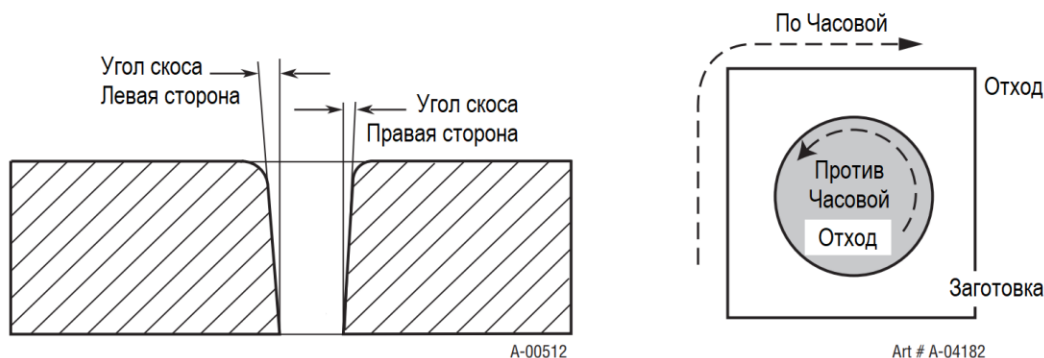 Угол скоса
Левая сторона
Угол скоса
Правая сторона
A-00512
По Часовой
Отход
Против
Часовой
Отход
Заготовка
Art # A-04182